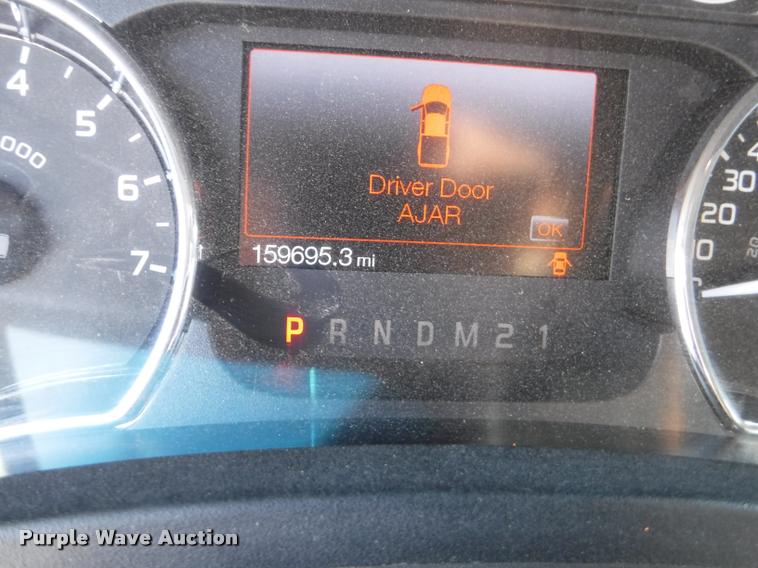 4
5
6
7
000
Driver Door
AJAR
OK
159695.3 mi
P R N D M 2 1
30
20
10
Purple Wave Auction